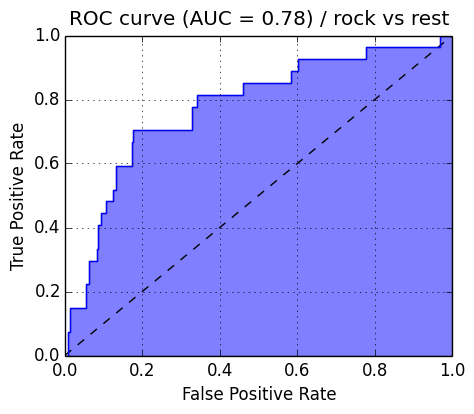 ROC curve (AUC = 0.78) / rock vs rest
True Positive Rate
1.0
0.8
0.6
0.4
0.2
0.0
0.0 0.2 0.4 0.6 0.8 1.0
False Positive Rate